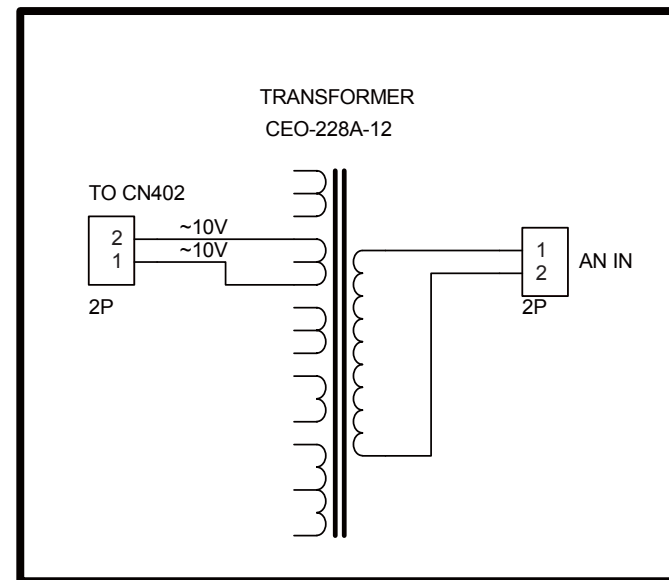 TRANSFORMER
CEO-228A-12
TO CN402
2 ~10V
1 ~10V
2P
1
2
AN IN
2P